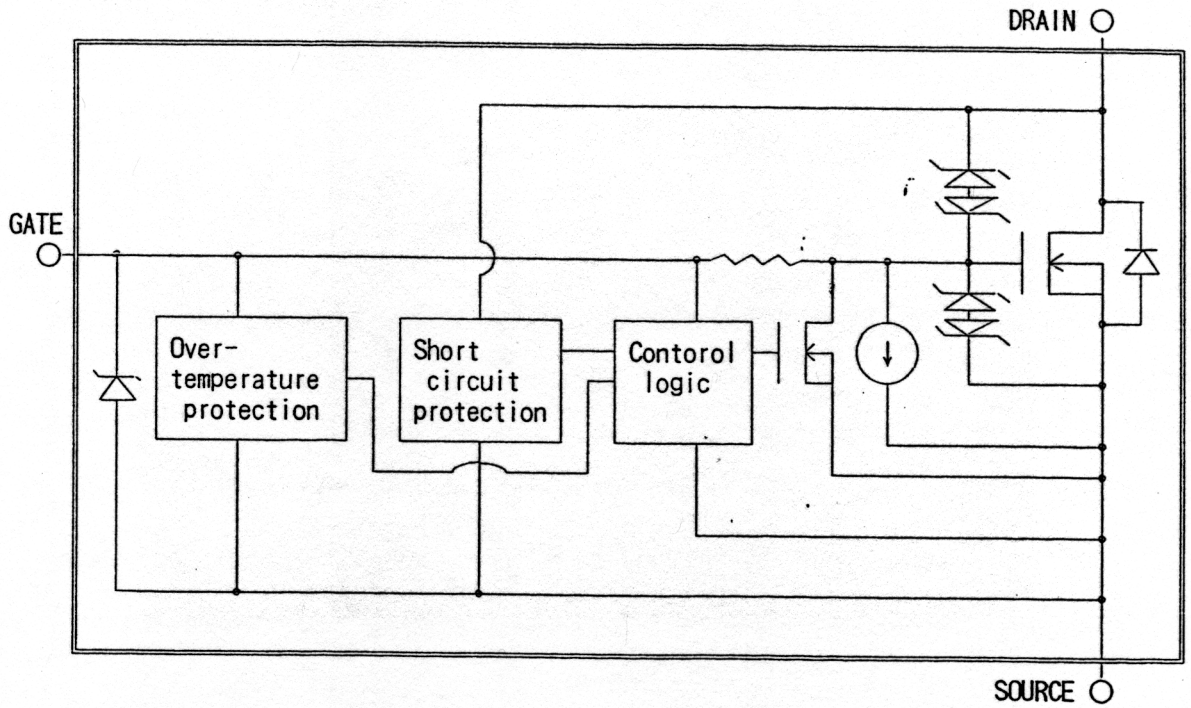 DRAIN
GATE
Over-
temperature
protection
Short
circuit
protection
Contorol
logic
SOURCE